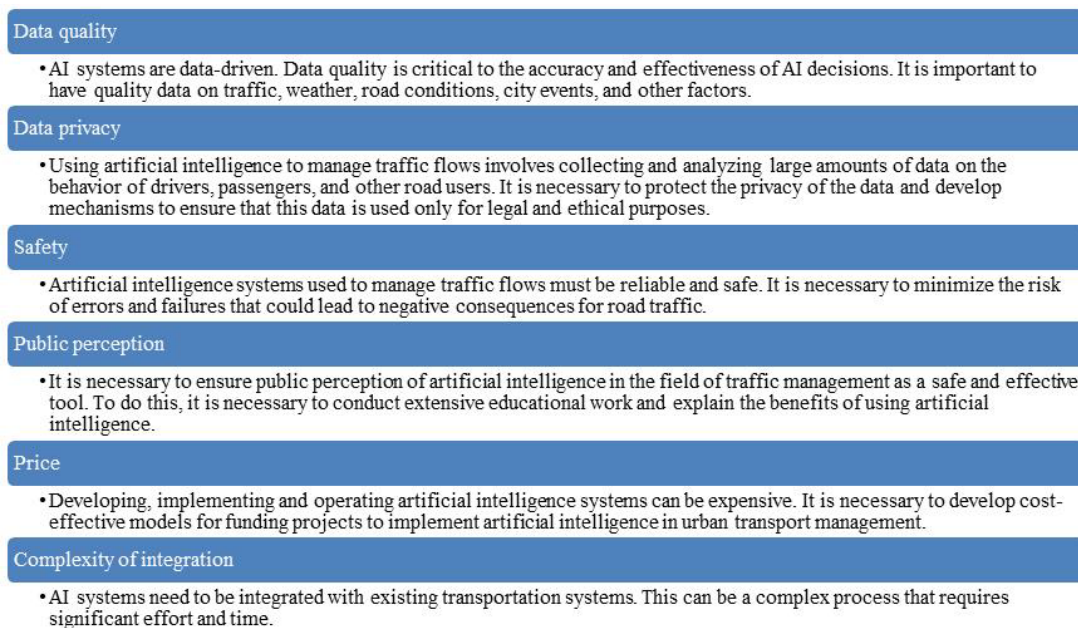 Data quality
•AI systems are data-driven. Data quality is critical to the accuracy and effectiveness of AI decisions. It is important to
have quality data on traffic, weather, road conditions, city events, and other factors.
Data privacy
•Using artificial intelligence to manage traffic flows involves collecting and analyzing large amounts of data on the
behavior of drivers, passengers, and other road users. It is necessary to protect the privacy of the data and develop
mechanisms to ensure that this data is used only for legal and ethical purposes.
Safety
•Artificial intelligence systems used to manage traffic flows must be reliable and safe. It is necessary to minimize the risk
of errors and failures that could lead to negative consequences for road traffic.
Public perception
•It is necessary to ensure public perception of artificial intelligence in the field of traffic management as a safe and effective
tool. To do this, it is necessary to conduct extensive educational work and explain the benefits of using artificial
intelligence.
Price
•Developing, implementing and operating artificial intelligence systems can be expensive. It is necessary to develop cost-
effective models for funding projects to implement artificial intelligence in urban transport management.
Complexity of integration
•AI systems need to be integrated with existing transportation systems. This can be a complex process that requires
significant effort and time.